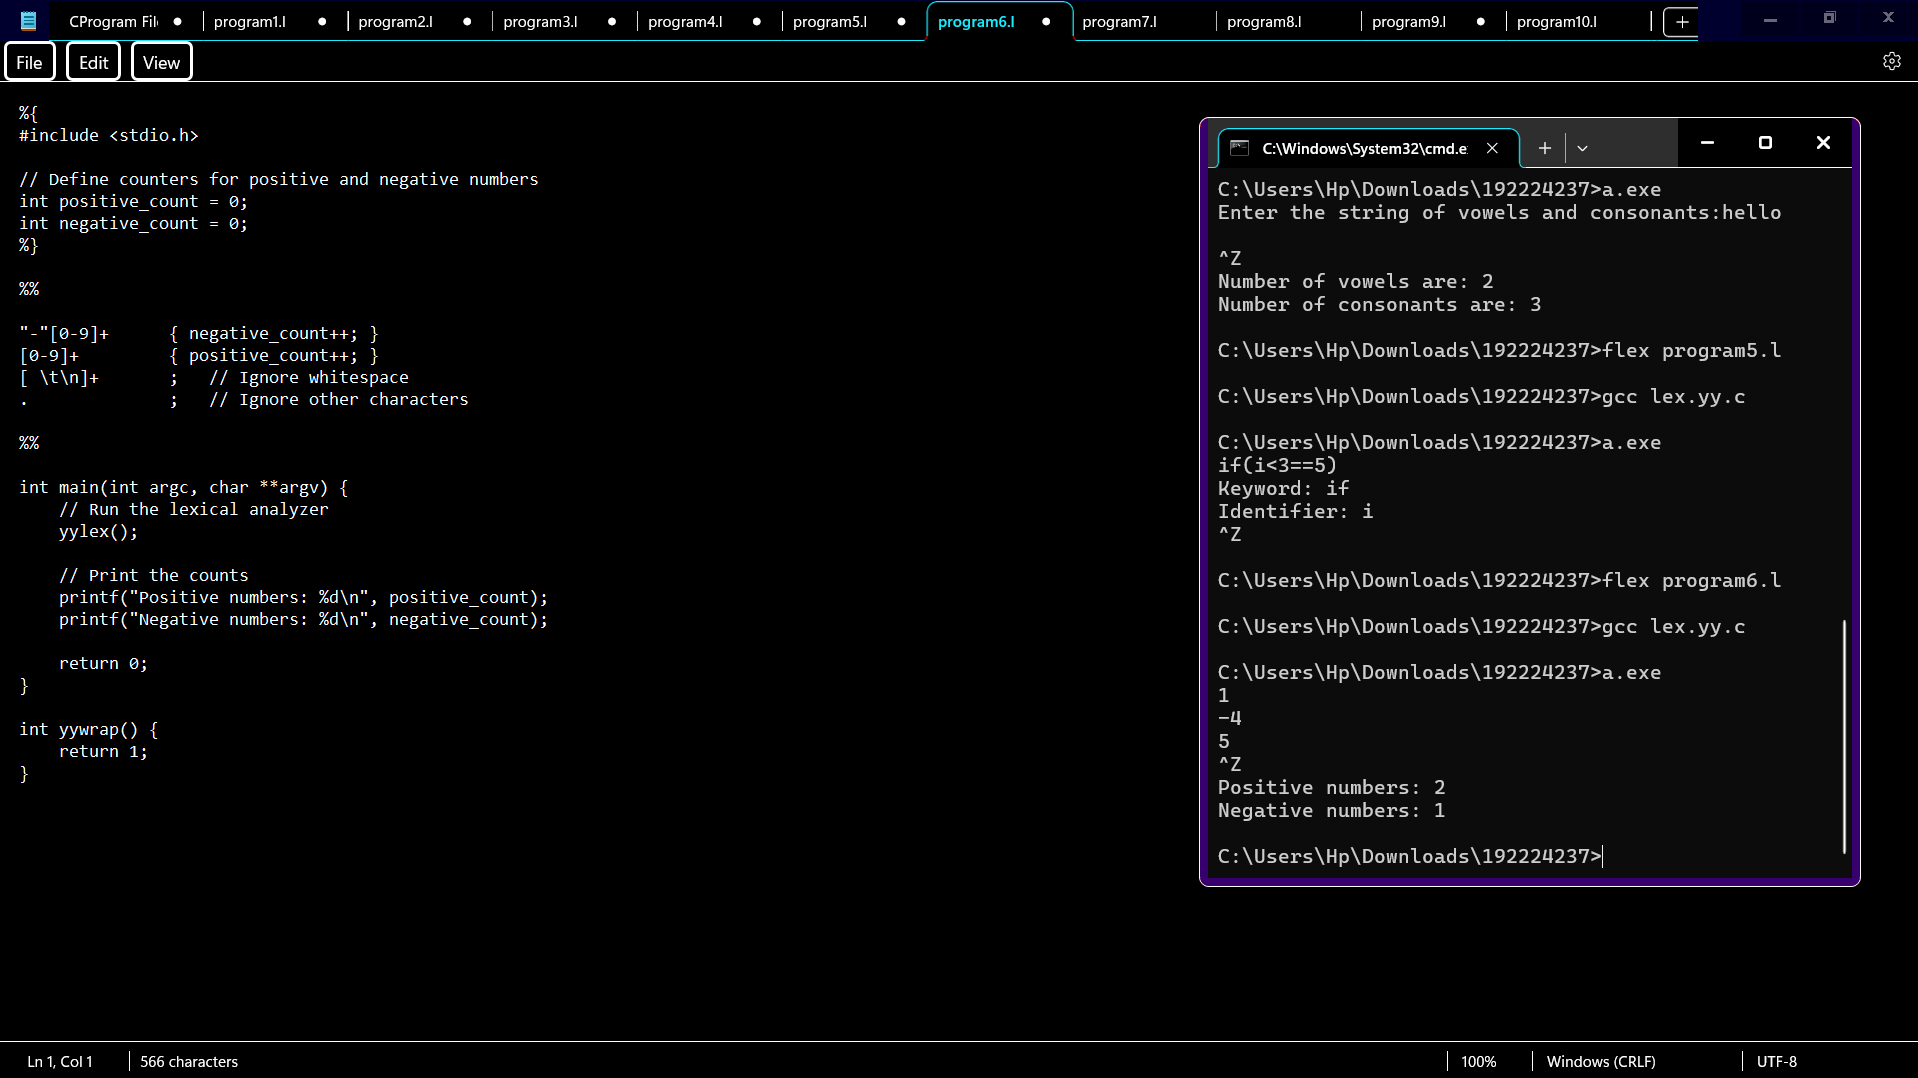 CProgram Fil program1.l program2.l program3.l program4.l program5.l program6.l program7.l program8.l program9.l program10.l
File Edit View
%{
#include <stdio.h>
// Define counters for positive and negative numbers
int positive_count = 0;
int negative_count = 0;
%}
%%
"-"[0-9]+      { negative_count++; }
[0-9]+         { positive_count++; }
[ \t\n]+       ;   // Ignore whitespace
.              ;   // Ignore other characters
%%
int main(int argc, char **argv) {
    // Run the lexical analyzer
    yylex();
    // Print the counts
    printf("Positive numbers: %d\n", positive_count);
    printf("Negative numbers: %d\n", negative_count);
    return 0;
}
int yywrap() {
    return 1;
}
C:\Windows\System32\cmd.e
C:\Users\Hp\Downloads\192224237>a.exe
Enter the string of vowels and consonants:hello
^Z
Number of vowels are: 2
Number of consonants are: 3
C:\Users\Hp\Downloads\192224237>flex program5.l
C:\Users\Hp\Downloads\192224237>gcc lex.yy.c
C:\Users\Hp\Downloads\192224237>a.exe
if(i<3==5)
Keyword: if
Identifier: i
^Z
C:\Users\Hp\Downloads\192224237>flex program6.l
C:\Users\Hp\Downloads\192224237>gcc lex.yy.c
C:\Users\Hp\Downloads\192224237>a.exe
1
-4
5
^Z
Positive numbers: 2
Negative numbers: 1
C:\Users\Hp\Downloads\192224237>
Ln 1, Col 1 566 characters 100% Windows (CRLF) UTF-8